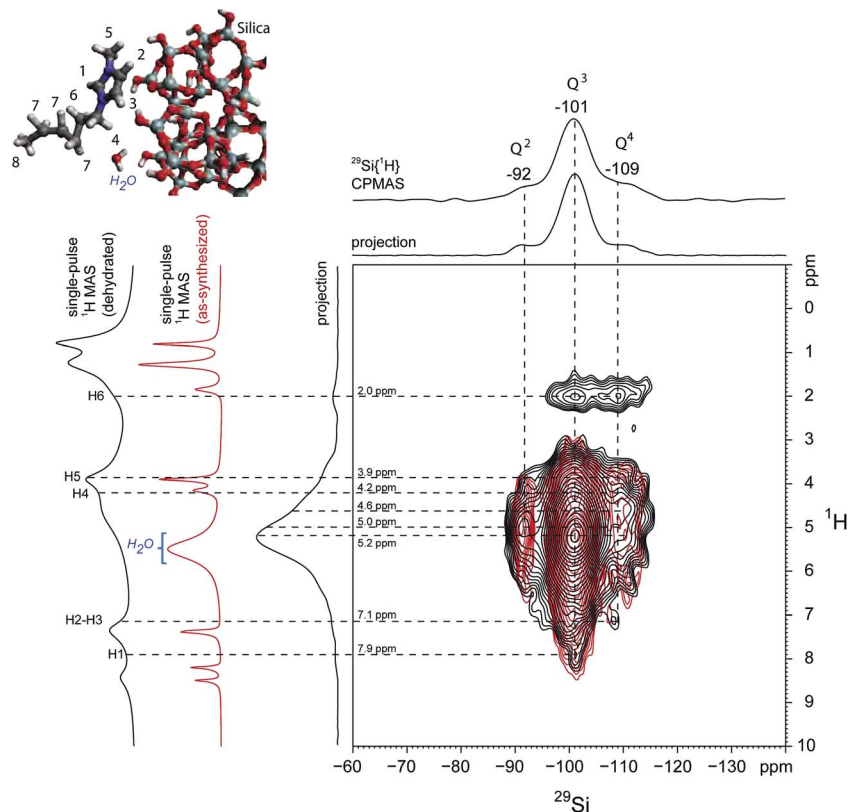 5
Silica
2
1
7
7
6
3
8
7
4
H2O
Q3
-101
Q2
-92
Q4
-109
29Si{1H}
CPMAS
projection
single-pulse
1H MAS
(dehydrated)
single-pulse
1H MAS
(as-synthesized)
projection
ppm
0
1
H6
2.0 ppm
2
3
H5
3.9 ppm
H4
4.2 ppm
4
4.6 ppm
5.0 ppm
5
1H
H2O
5.2 ppm
6
H2-H3
7.1 ppm
7
H1
7.9 ppm
8
9
10
−60 −70 −80 −90 −100 −110 −120 −130 ppm
29Si